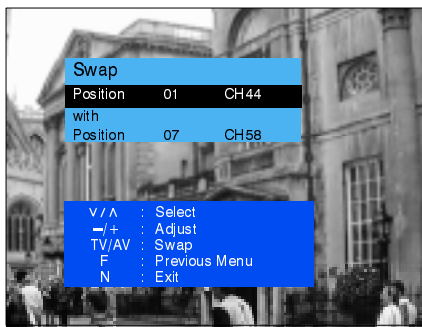 Swap
Position 01 CH44
with
Position 07 CH58
V / Λ : Select
–/+ : Adjust
TV/AV : Swap
F : Previous Menu
N : Exit